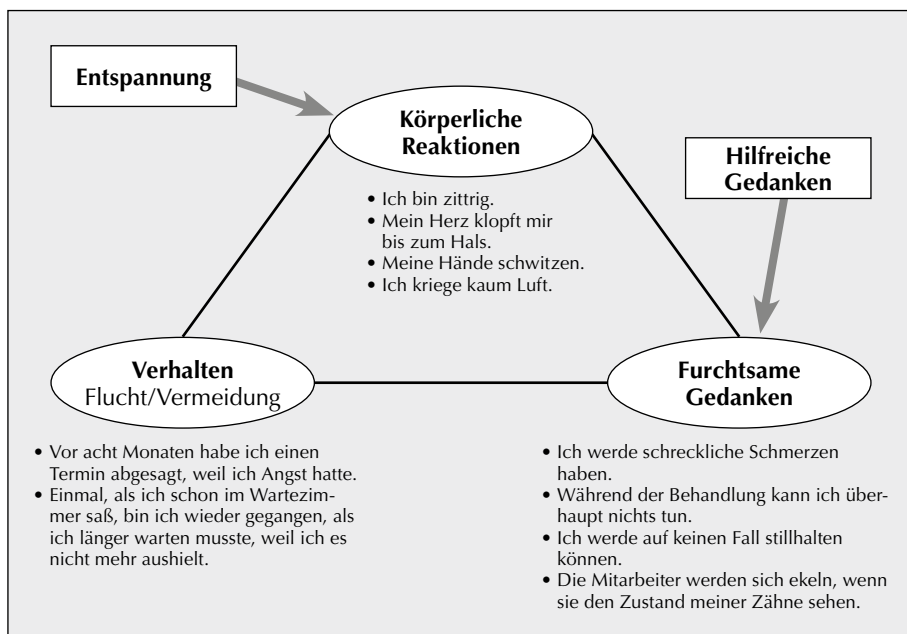 Entspannung
Körperliche
Reaktionen
Hilfreiche
Gedanken
• Ich bin zittrig.
• Mein Herz klopft mir
bis zum Hals.
• Meine Hände schwitzen.
• Ich kriege kaum Luft.
Verhalten
Flucht/Vermeidung
Furchtsame
Gedanken
• Vor acht Monaten habe ich einen
Termin abgesagt, weil ich Angst hatte.
• Einmal, als ich schon im Wartezim-
mer saß, bin ich wieder gegangen, als
ich länger warten musste, weil ich es
nicht mehr aushielt.
• Ich werde schreckliche Schmerzen
haben.
• Während der Behandlung kann ich über-
haupt nichts tun.
• Ich werde auf keinen Fall stillhalten
können.
• Die Mitarbeiter werden sich ekeln, wenn
sie den Zustand meiner Zähne sehen.